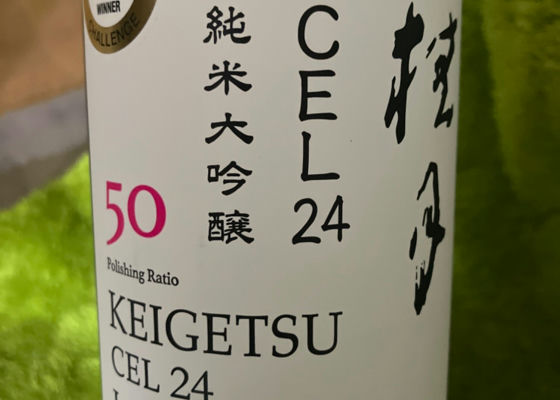 WINNER
CHALLENGE
桂月
CEL24
純米大吟醸
50
Polishing Ratio
KEIGETSU
CEL 24